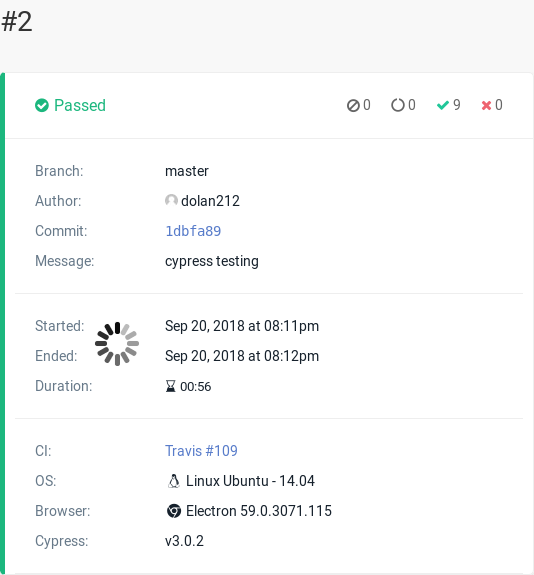 #2
Passed 0 0 9 0
Branch: master
Author: dolan212
Commit: 1dbfa89
Message: cypress testing
Started: Sep 20, 2018 at 08:11pm
Ended: Sep 20, 2018 at 08:12pm
Duration: 00:56
CI: Travis #109
OS: Linux Ubuntu - 14.04
Browser: Electron 59.0.3071.115
Cypress: v3.0.2